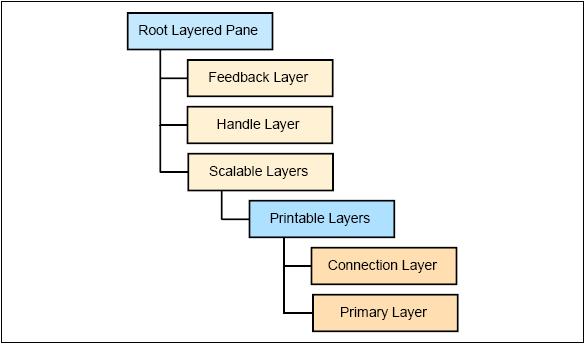 Root Layered Pane
Feedback Layer
Handle Layer
Scalable Layers
Printable Layers
Connection Layer
Primary Layer